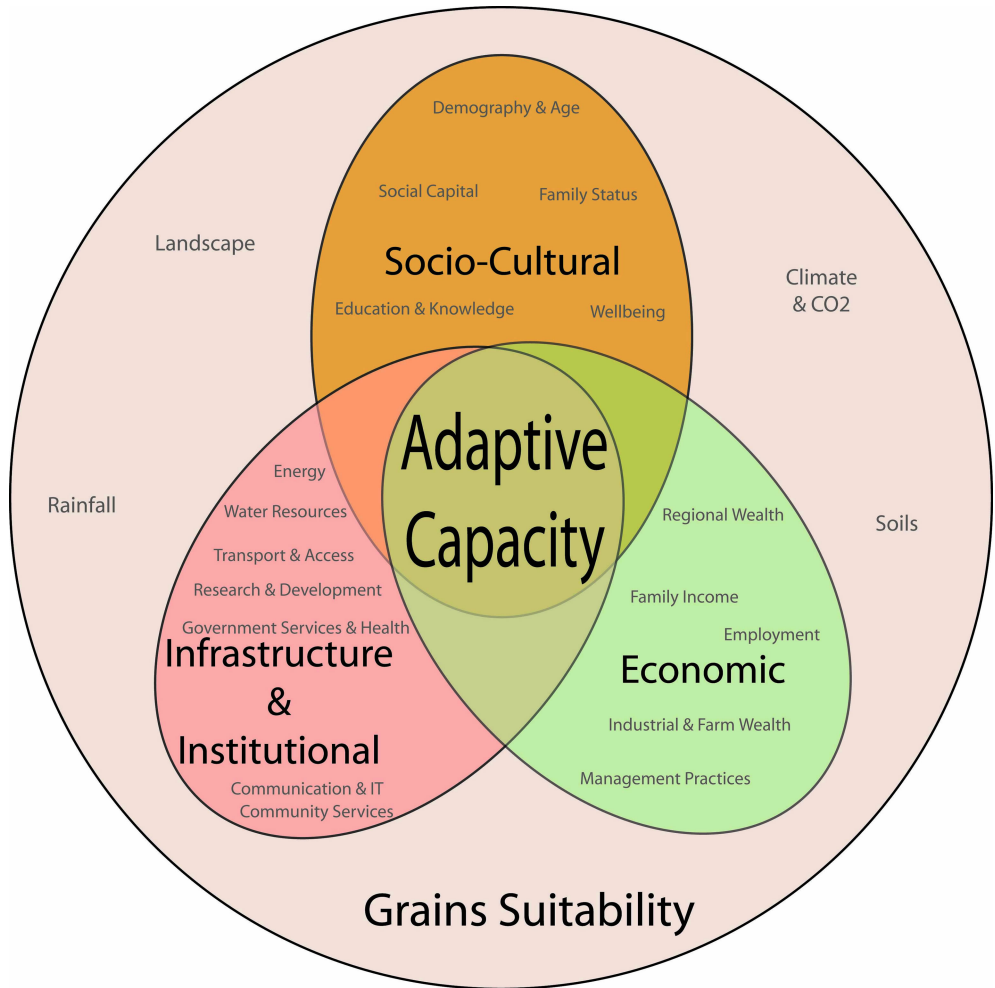 Demography & Age
Social Capital
Family Status
Landscape
Socio-Cultural
Climate
& CO2
Education & Knowledge
Wellbeing
Adaptive
Capacity
Energy
Rainfall
Water Resources
Regional Wealth
Soils
Transport & Access
Research & Development
Family Income
Government Services & Health
Employment
Infrastructure
&
Institutional
Economic
Industrial & Farm Wealth
Management Practices
Communication & IT
Community Services
Grains Suitability